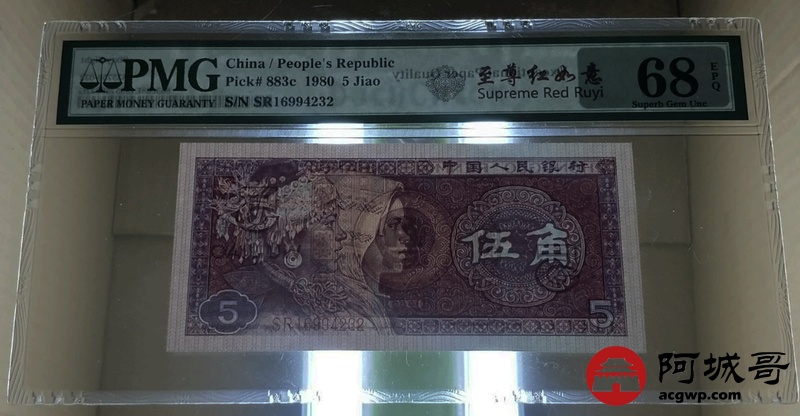 PMG
PAPER MONEY GUARANTY
China / People's Republic
Pick# 883c 1980 5 Jiao
S/N SR16994232
至尊红如意
Supreme Red Ruyi
68 EPQ
Superb Gem Unc
中国人民银行
伍角
5
SR16994232
5
阿城哥
acgwp.com